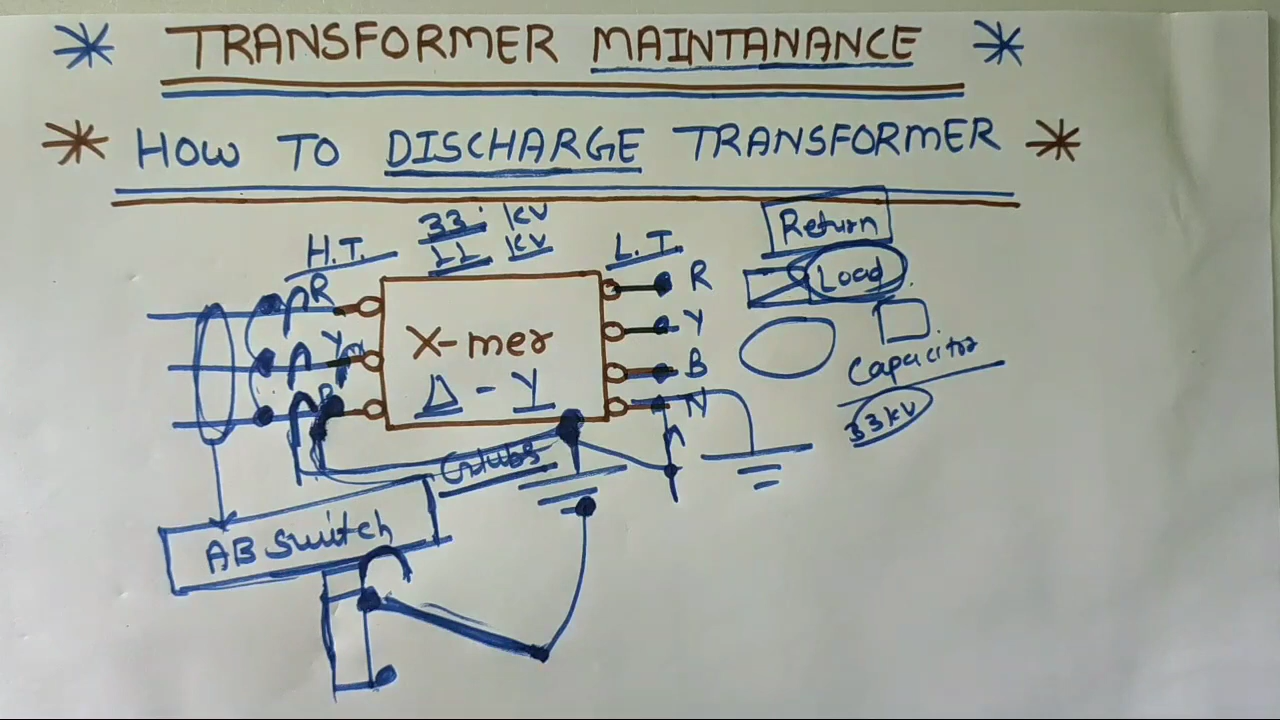 * TRANSFORMER MAINTANANCE *
* HOW TO DISCHARGE TRANSFORMER *
33 KV
11 KV
H.T.
L.T.
Return
Load
R
R
Y
Y
X-mer
Δ - Y
B
B
N
Capacitor
33KV
AB Switch